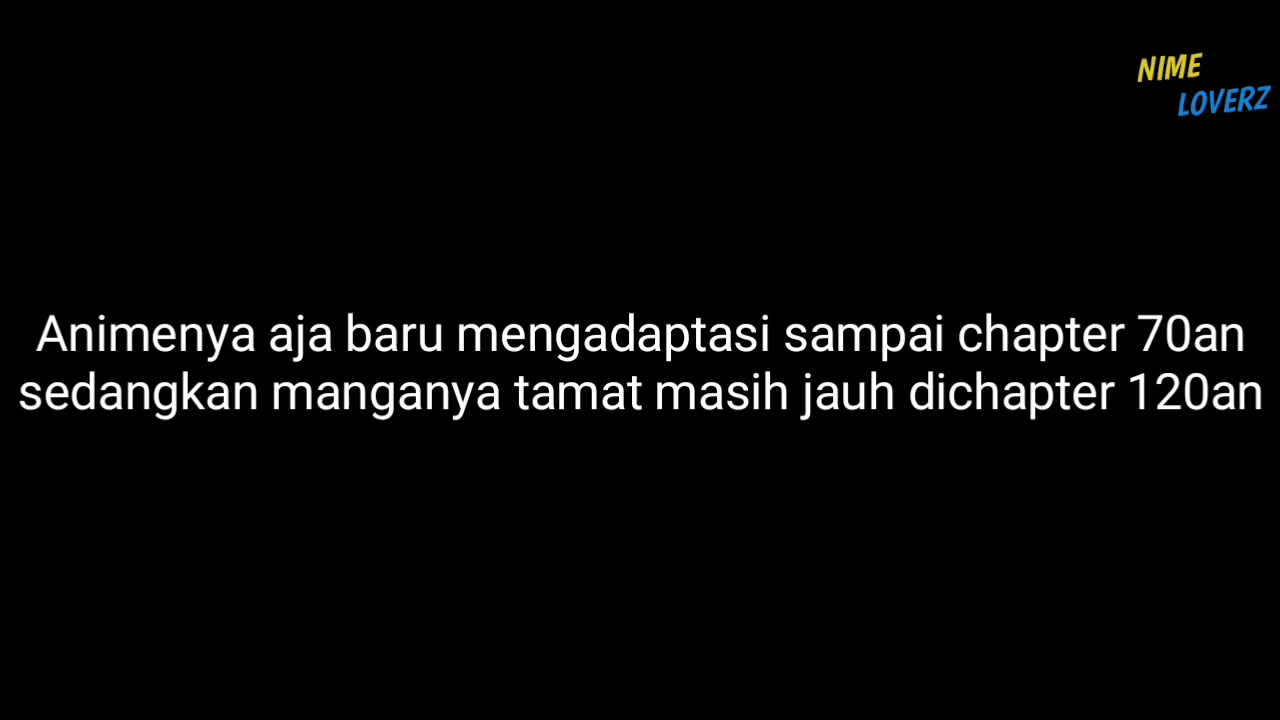 NIME
LOVERZ
Animenya aja baru mengadaptasi sampai chapter 70an
sedangkan manganya tamat masih jauh dichapter 120an